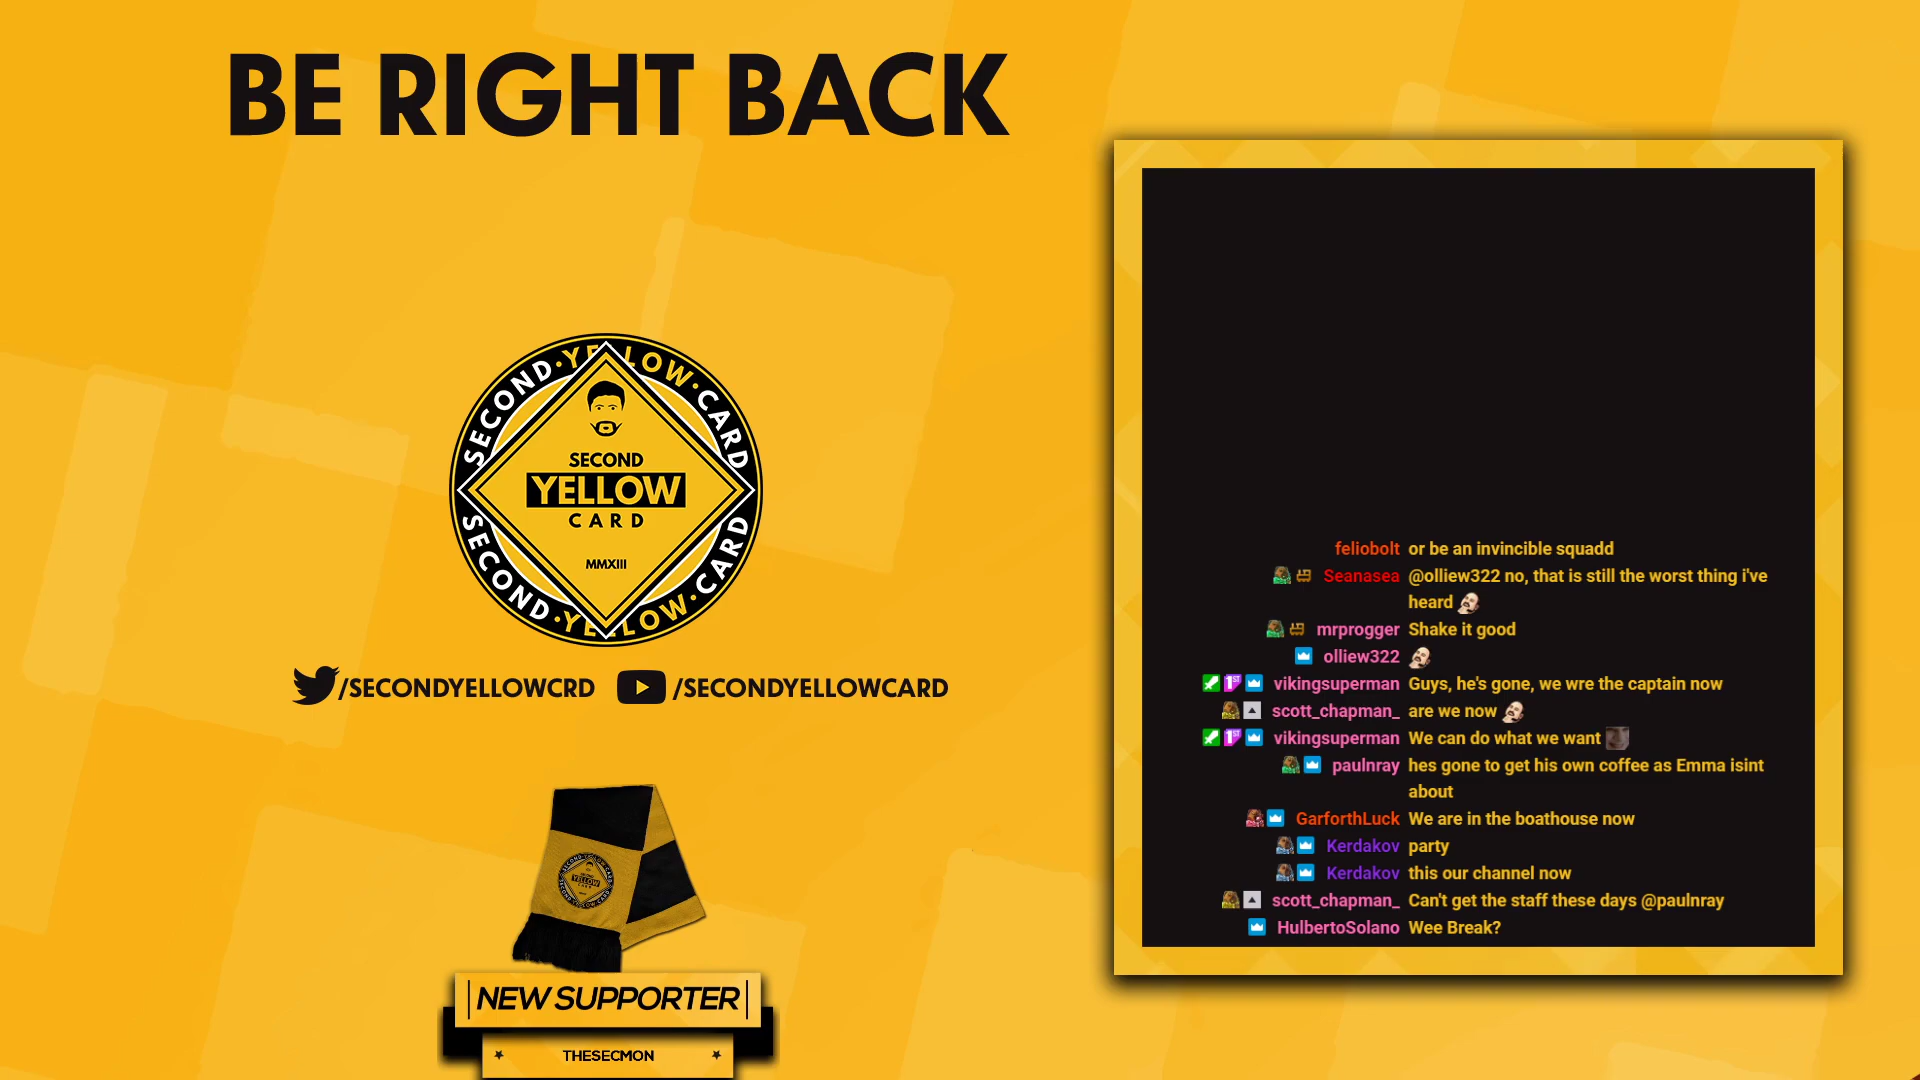 BE RIGHT BACK
SECOND·YELLOW·CARD
SECOND
YELLOW
CARD
MMXIII
SECOND·YELLOW·CARD
/SECONDYELLOWCRD /SECONDYELLOWCARD
NEW SUPPORTER
THESECMON
feliobolt or be an invincible squadd
Seanasea @olliew322 no, that is still the worst thing i've
heard
mrprogger Shake it good
olliew322
1ST vikingsuperman Guys, he's gone, we wre the captain now
scott_chapman_ are we now
1ST vikingsuperman We can do what we want
paulnray hes gone to get his own coffee as Emma isint
about
GarforthLuck We are in the boathouse now
Kerdakov party
Kerdakov this our channel now
scott_chapman_ Can't get the staff these days @paulnray
HulbertoSolano Wee Break?